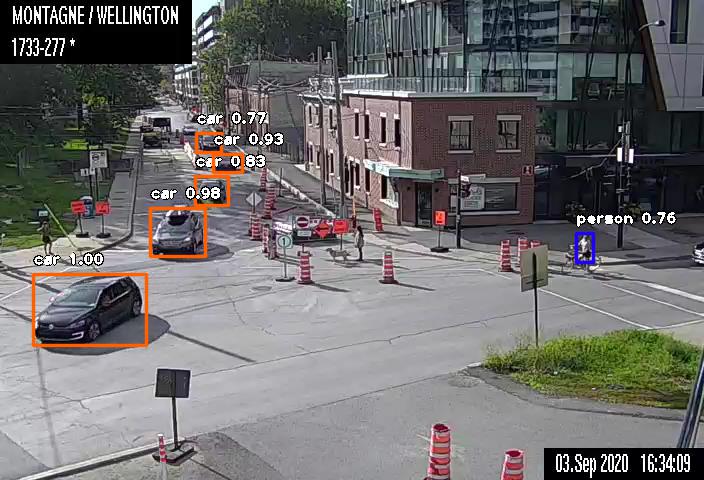 MONTAGNE / WELLINGTON
1733-277 *
car 0.77
car 0.93
car 0.83
car 0.98
person 0.76
car 1.00
03.Sep 2020 16:34:09